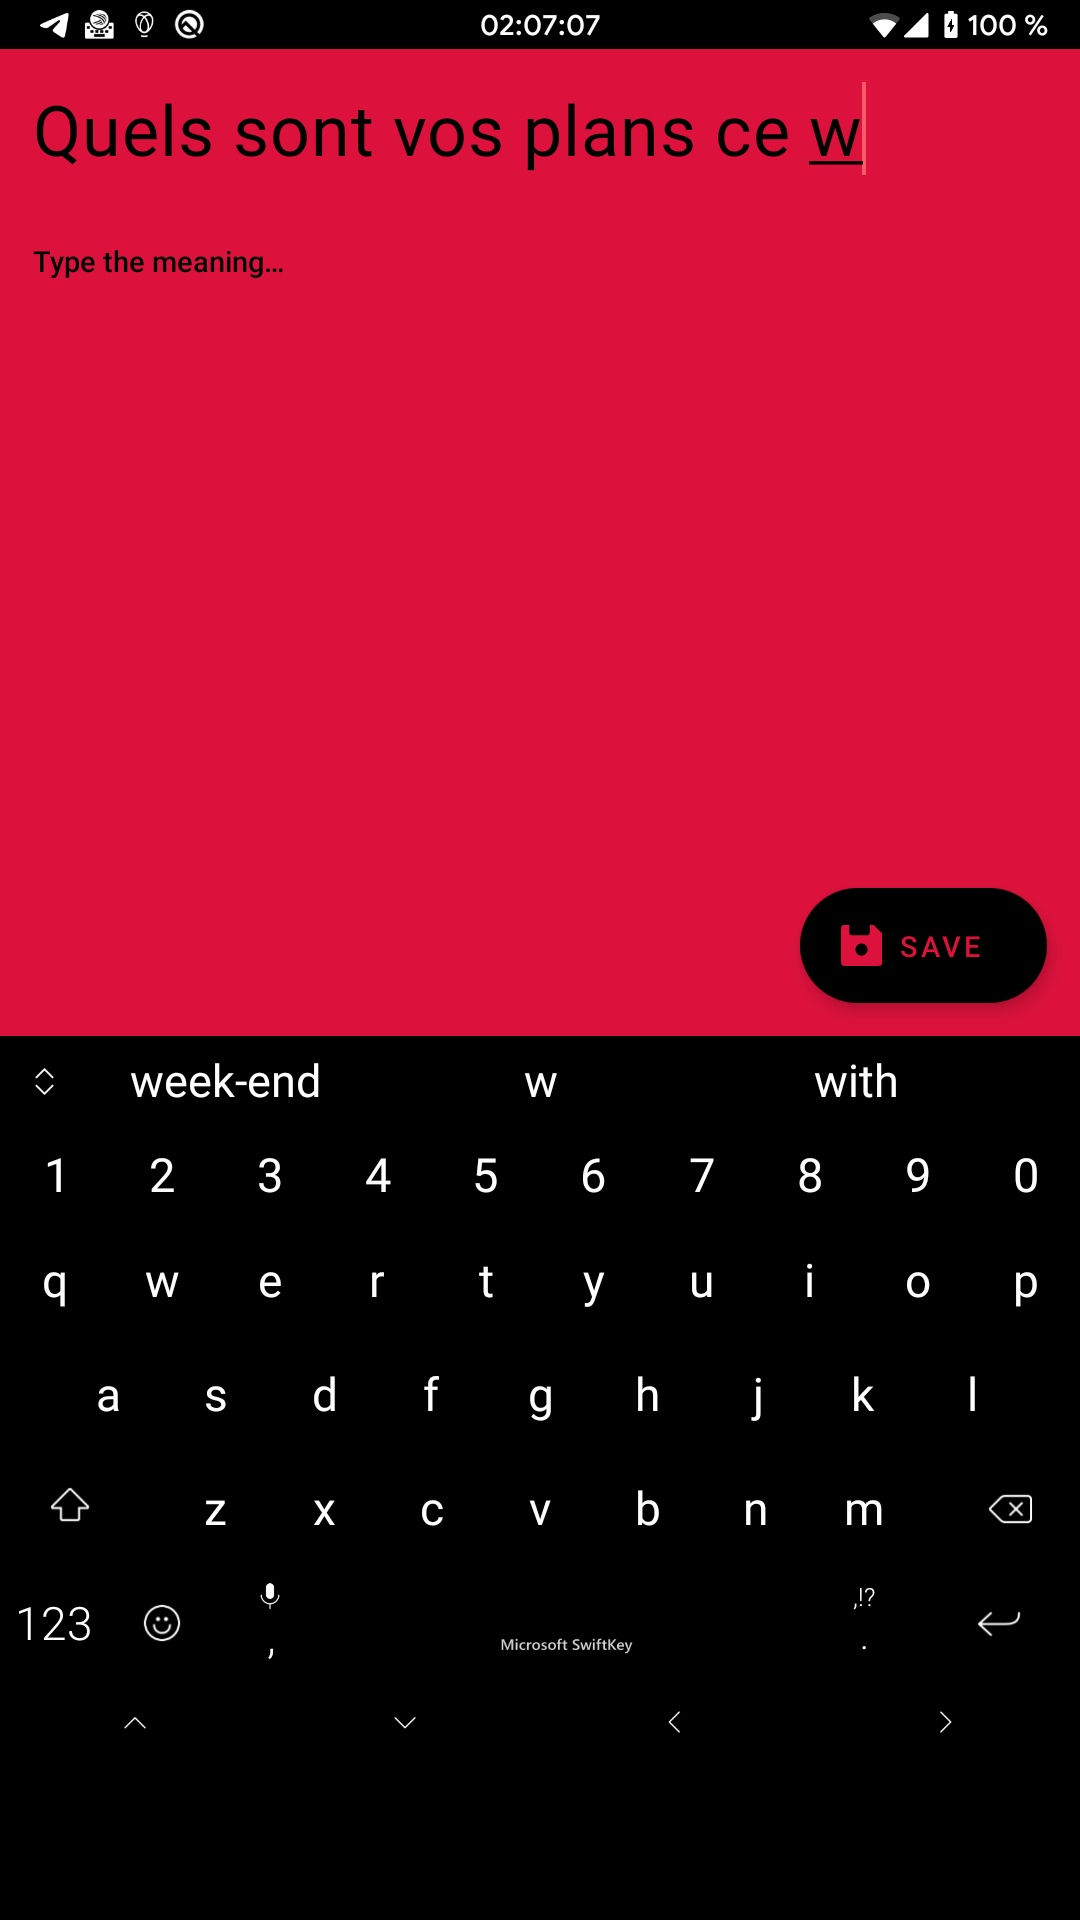 02:07:07
100 %
Quels sont vos plans ce w
Type the meaning...
SAVE
week-end w with
1 2 3 4 5 6 7 8 9 0
q w e r t y u i o p
a s d f g h j k l
z x c v b n m
,!?
123 , Microsoft SwiftKey .